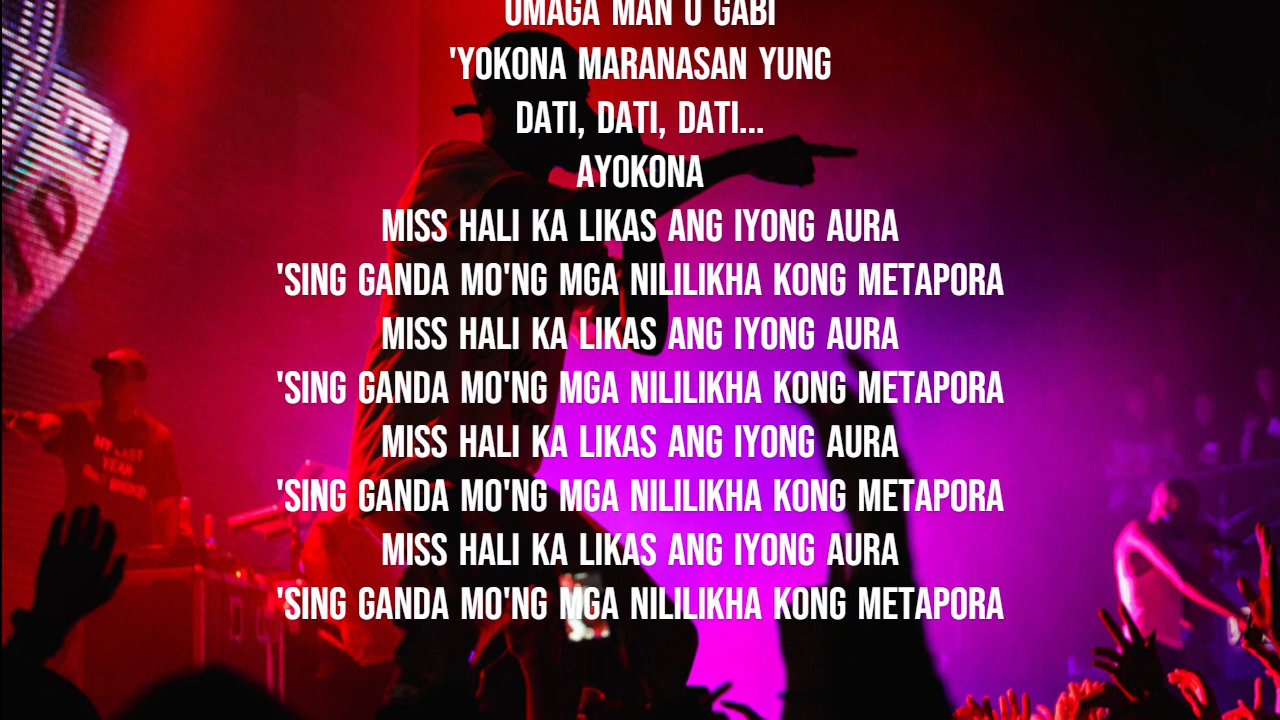 UMAGA MAN O GABI
'YOKONA MARANASAN YUNG
DATI, DATI, DATI...
AYOKONA
MISS HALI KA LIKAS ANG IYONG AURA
'SING GANDA MO'NG MGA NILILIKHA KONG METAPORA
MISS HALI KA LIKAS ANG IYONG AURA
'SING GANDA MO'NG MGA NILILIKHA KONG METAPORA
MISS HALI KA LIKAS ANG IYONG AURA
'SING GANDA MO'NG MGA NILILIKHA KONG METAPORA
MISS HALI KA LIKAS ANG IYONG AURA
'SING GANDA MO'NG MGA NILILIKHA KONG METAPORA